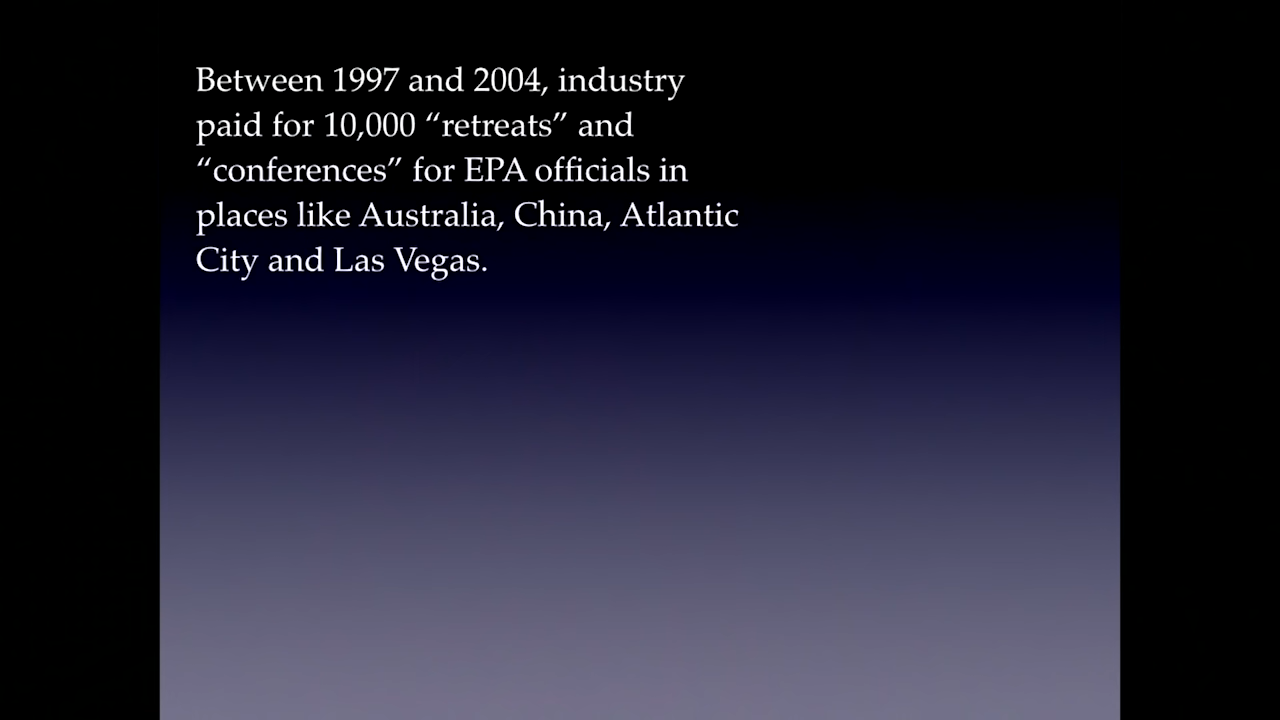 Between 1997 and 2004, industry
paid for 10,000 “retreats” and
“conferences” for EPA officials in
places like Australia, China, Atlantic
City and Las Vegas.